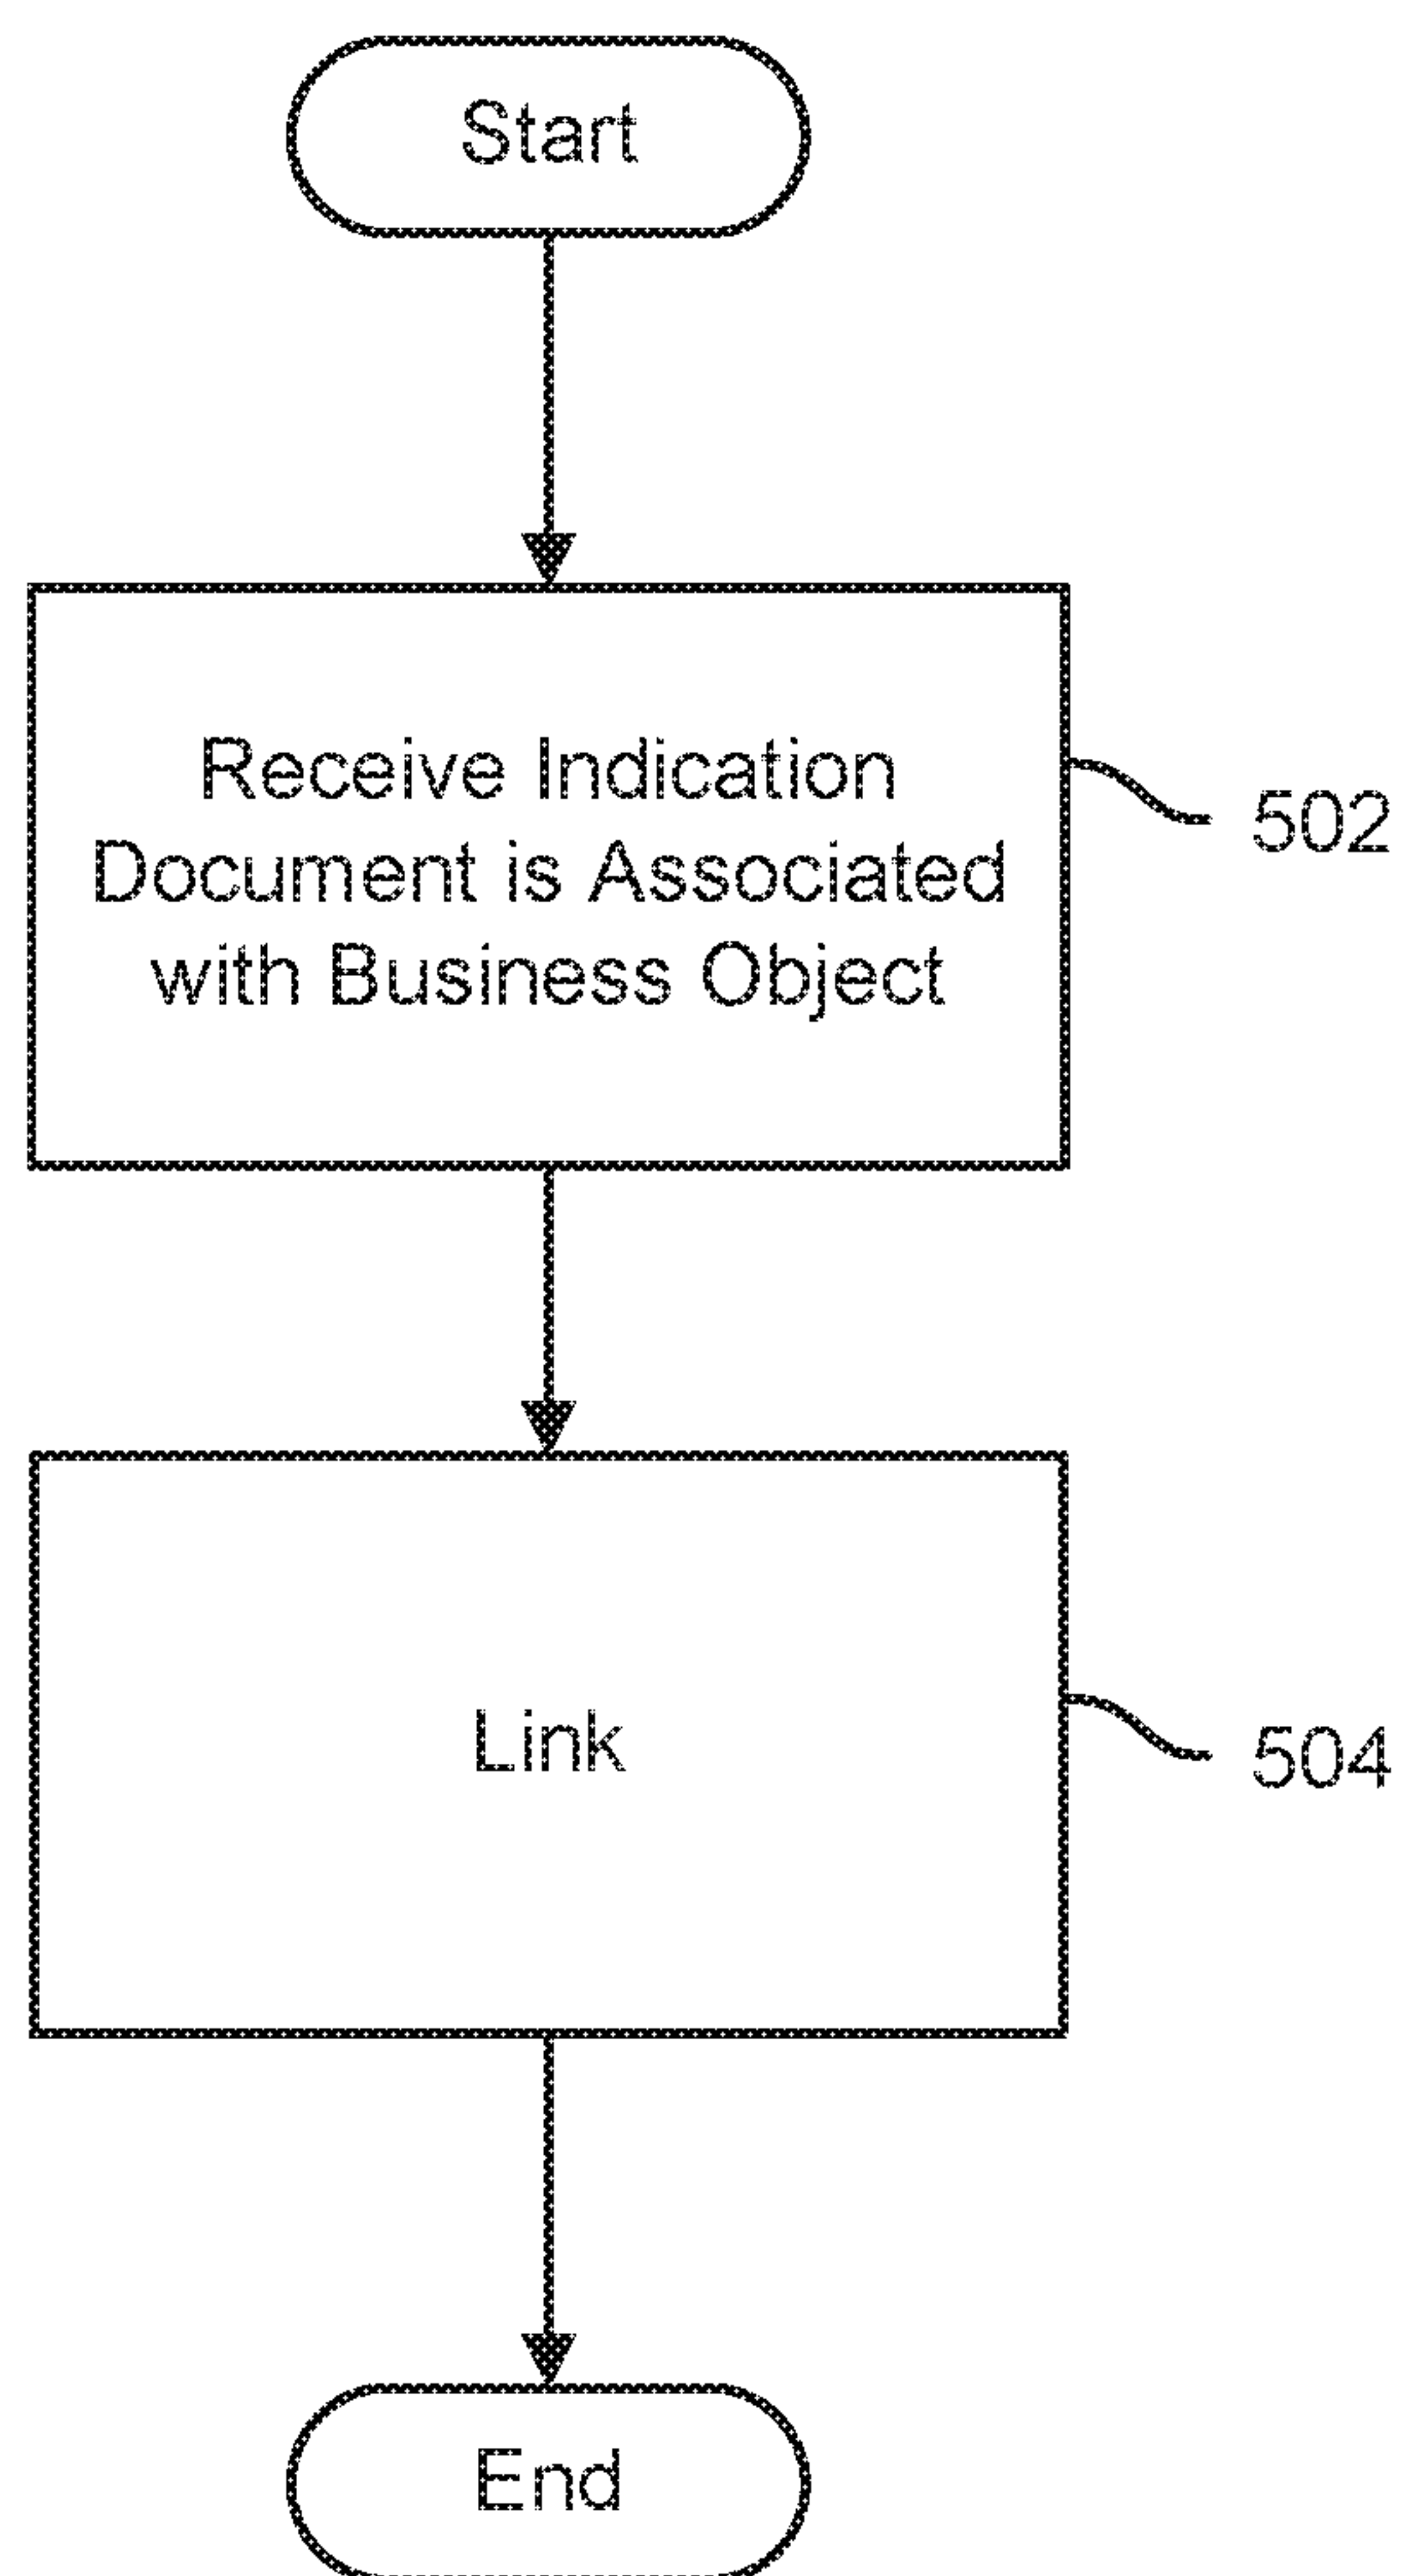 Start
Receive Indication
Document is Associated
with Business Object
502
Link
504
End